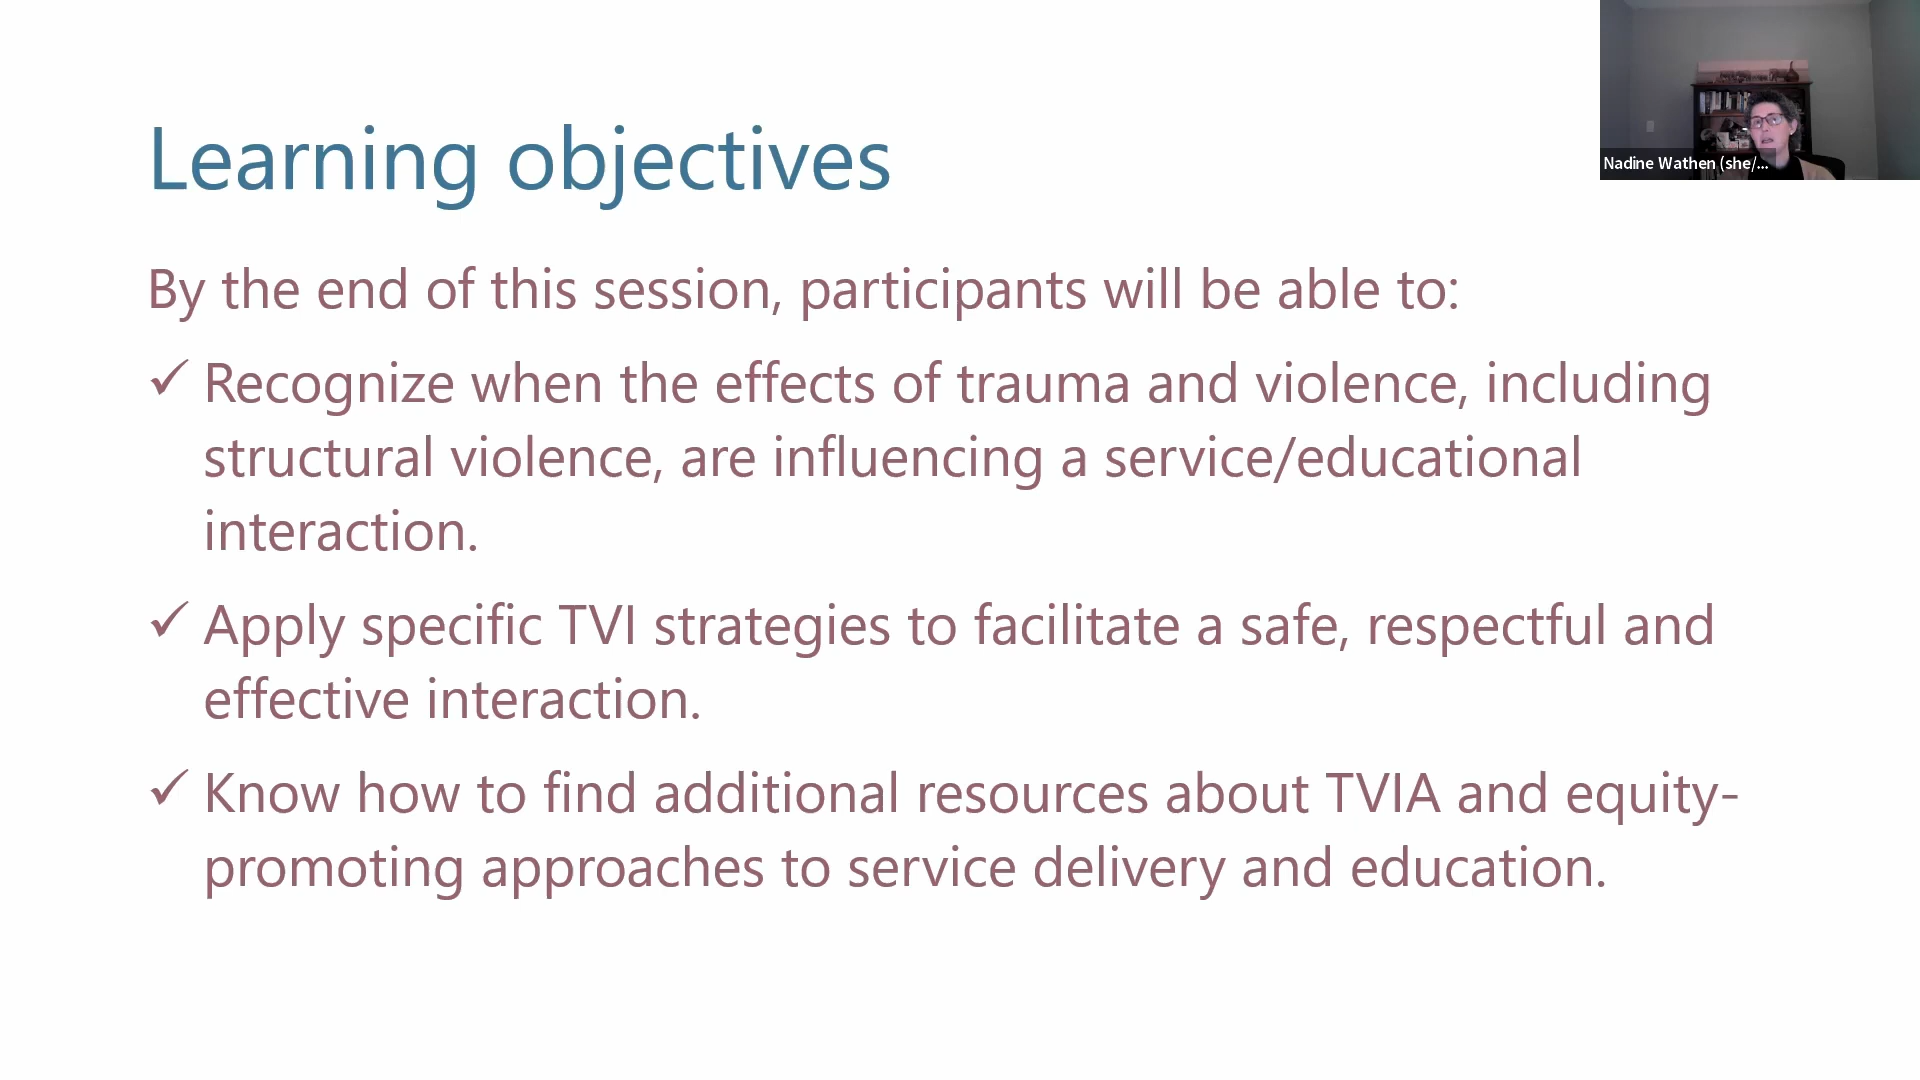 Learning objectives
Nadine Wathen (she/...
By the end of this session, participants will be able to:
✓ Recognize when the effects of trauma and violence, including
structural violence, are influencing a service/educational
interaction.
✓ Apply specific TVI strategies to facilitate a safe, respectful and
effective interaction.
✓ Know how to find additional resources about TVIA and equity-
promoting approaches to service delivery and education.